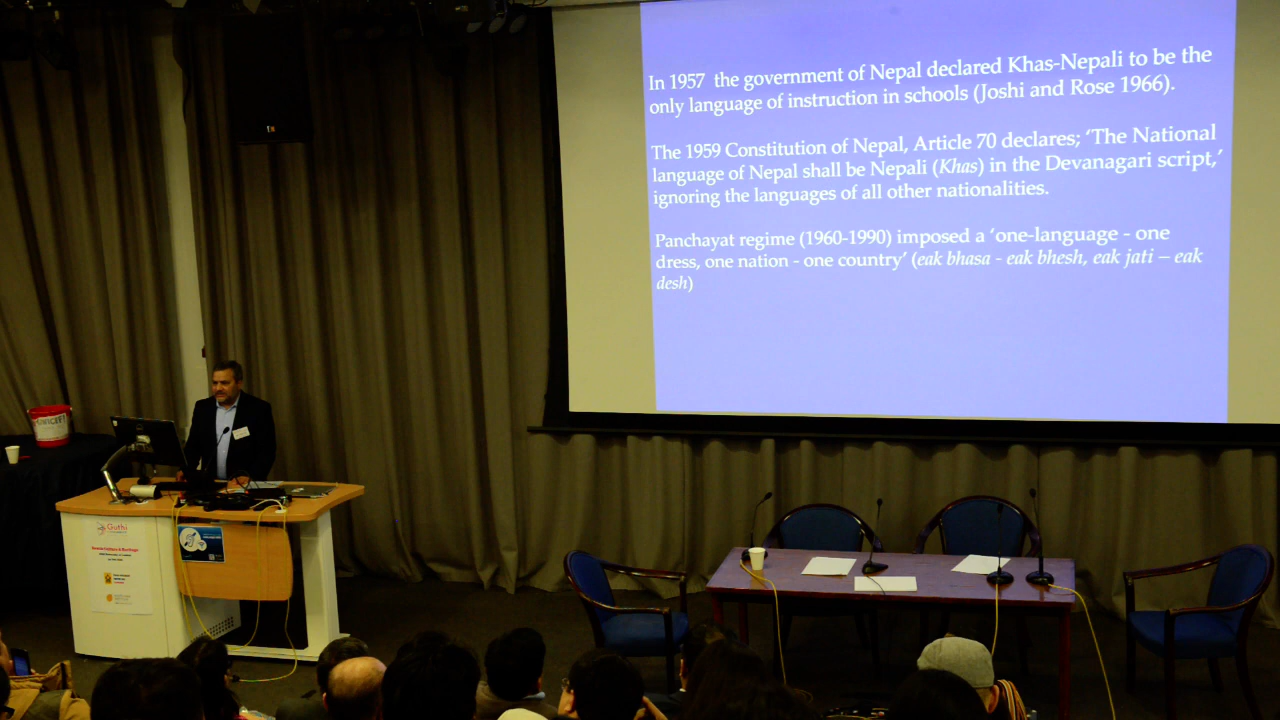 In 1957 the government of Nepal declared Khas-Nepali to be the
only language of instruction in schools (Joshi and Rose 1966).
The 1959 Constitution of Nepal, Article 70 declares; ‘The National
language of Nepal shall be Nepali (Khas) in the Devanagari script,’
ignoring the languages of all other nationalities.
Panchayat regime (1960-1990) imposed a ‘one-language - one
dress, one nation - one country’ (eak bhasa - eak bhesh, eak jati – eak
desh)
Guthi